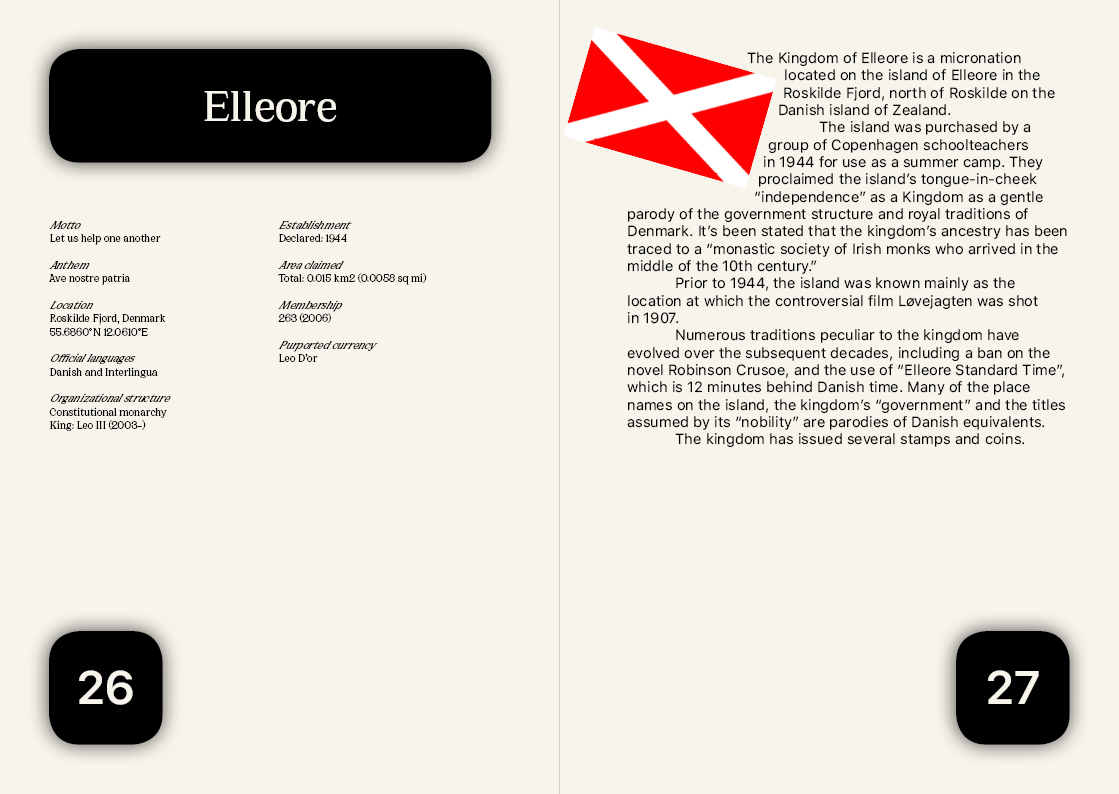 Elleore
Motto
Let us help one another
Anthem
Ave nostre patria
Location
Roskilde Fjord, Denmark
55.6860°N 12.0610°E
Official languages
Danish and Interlingua
Organizational structure
Constitutional monarchy
King: Leo III (2003–)
Establishment
Declared: 1944
Area claimed
Total: 0.015 km2 (0.0058 sq mi)
Membership
263 (2006)
Purported currency
Leo D'or
26
The Kingdom of Elleore is a micronation
located on the island of Elleore in the
Roskilde Fjord, north of Roskilde on the
Danish island of Zealand.
The island was purchased by a
group of Copenhagen schoolteachers
in 1944 for use as a summer camp. They
proclaimed the island’s tongue-in-cheek
“independence” as a Kingdom as a gentle
parody of the government structure and royal traditions of
Denmark. It’s been stated that the kingdom’s ancestry has been
traced to a “monastic society of Irish monks who arrived in the
middle of the 10th century.”
Prior to 1944, the island was known mainly as the
location at which the controversial film Løvejagten was shot
in 1907.
Numerous traditions peculiar to the kingdom have
evolved over the subsequent decades, including a ban on the
novel Robinson Crusoe, and the use of “Elleore Standard Time”,
which is 12 minutes behind Danish time. Many of the place
names on the island, the kingdom’s “government” and the titles
assumed by its “nobility” are parodies of Danish equivalents.
The kingdom has issued several stamps and coins.
27